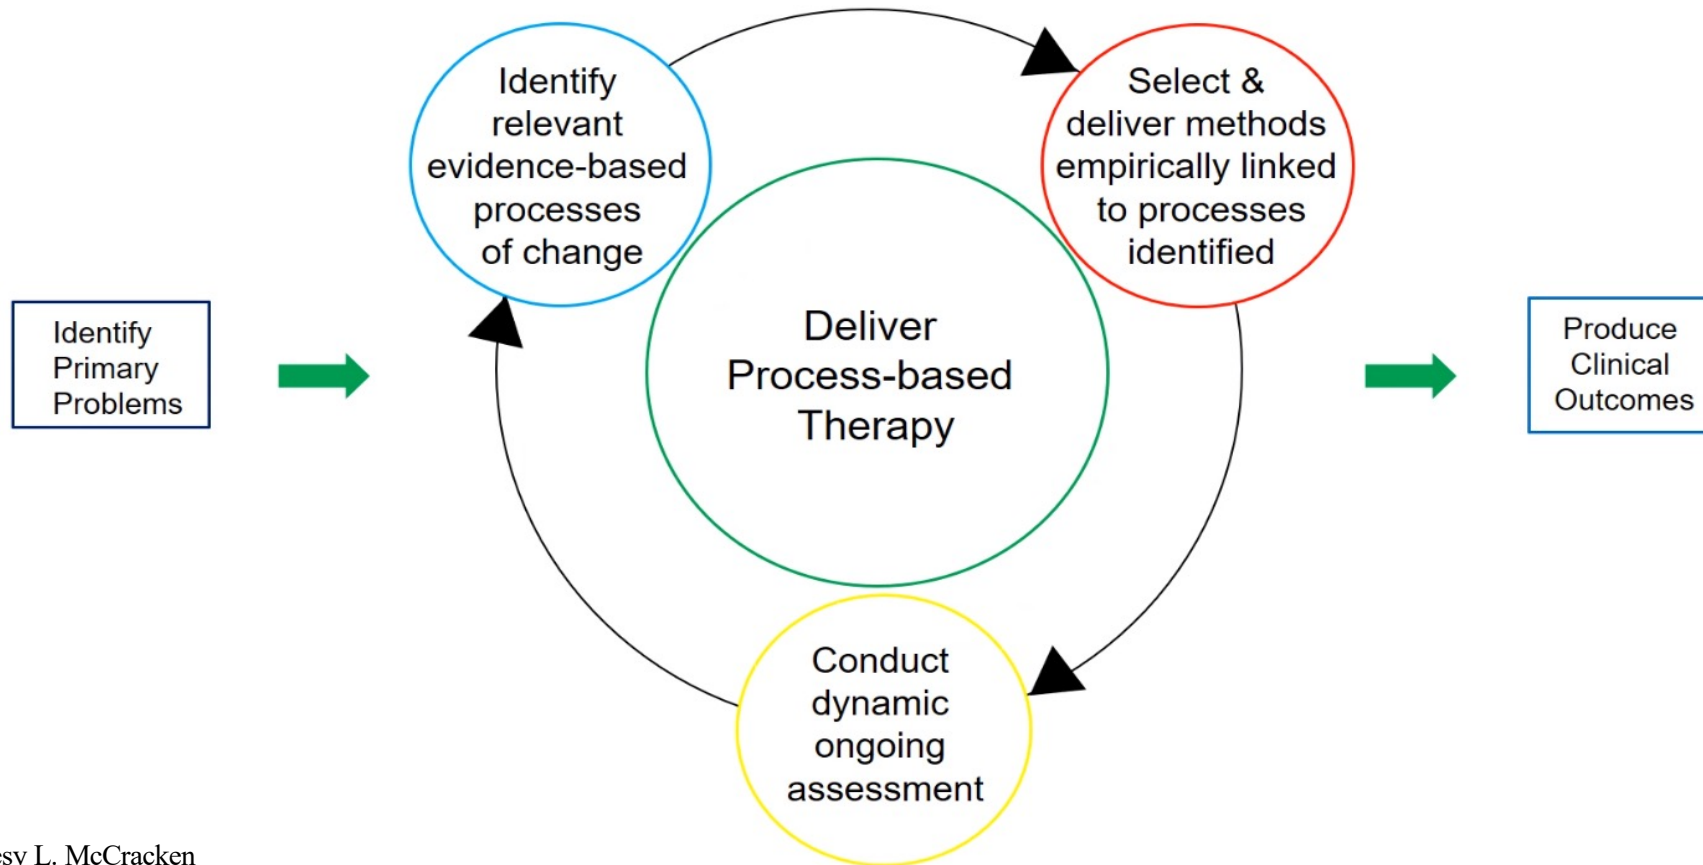 Identify
Primary
Problems
Identify
relevant
evidence-based
processes
of change
Select &
deliver methods
empirically linked
to processes
identified
Deliver
Process-based
Therapy
Conduct
dynamic
ongoing
assessment
Produce
Clinical
Outcomes
L. McCracken